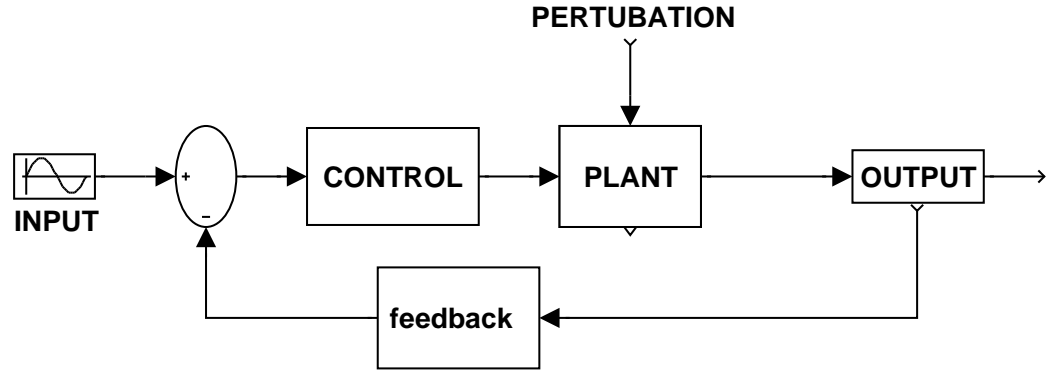 PERTUBATION
+
CONTROL
PLANT
OUTPUT
INPUT
−
feedback